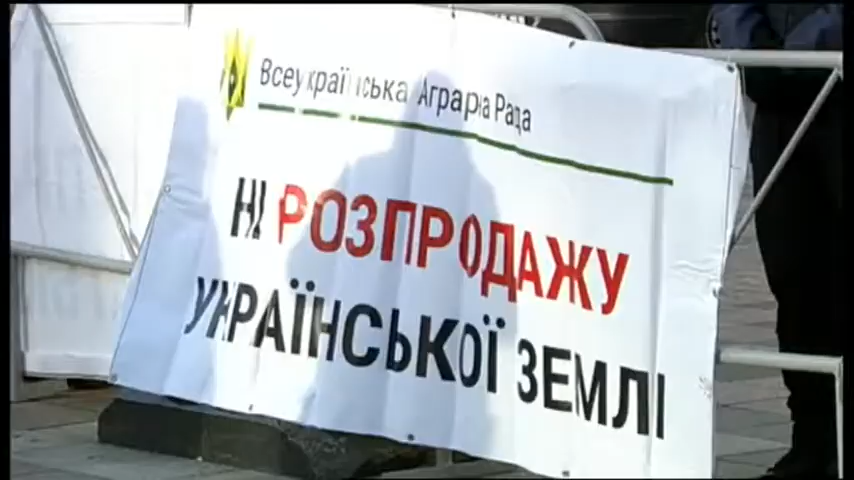 Всеукраїнська Аграрна Рада
НІ РОЗПРОДАЖУ
УКРАЇНСЬКОЇ ЗЕМЛІ